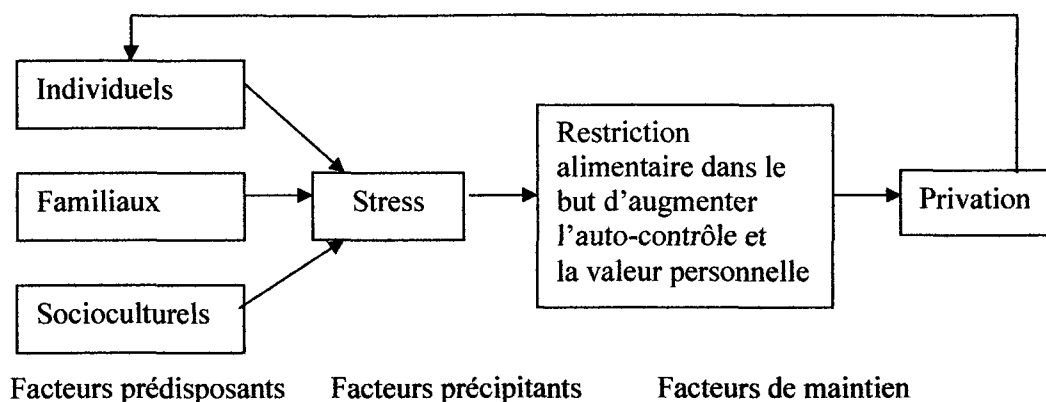 Individuels
Familiaux
Socioculturels
Stress
Restriction
alimentaire dans le
but d'augmenter
l'auto-contrôle et
la valeur personnelle
Privation
Facteurs prédisposants Facteurs précipitants Facteurs de maintien